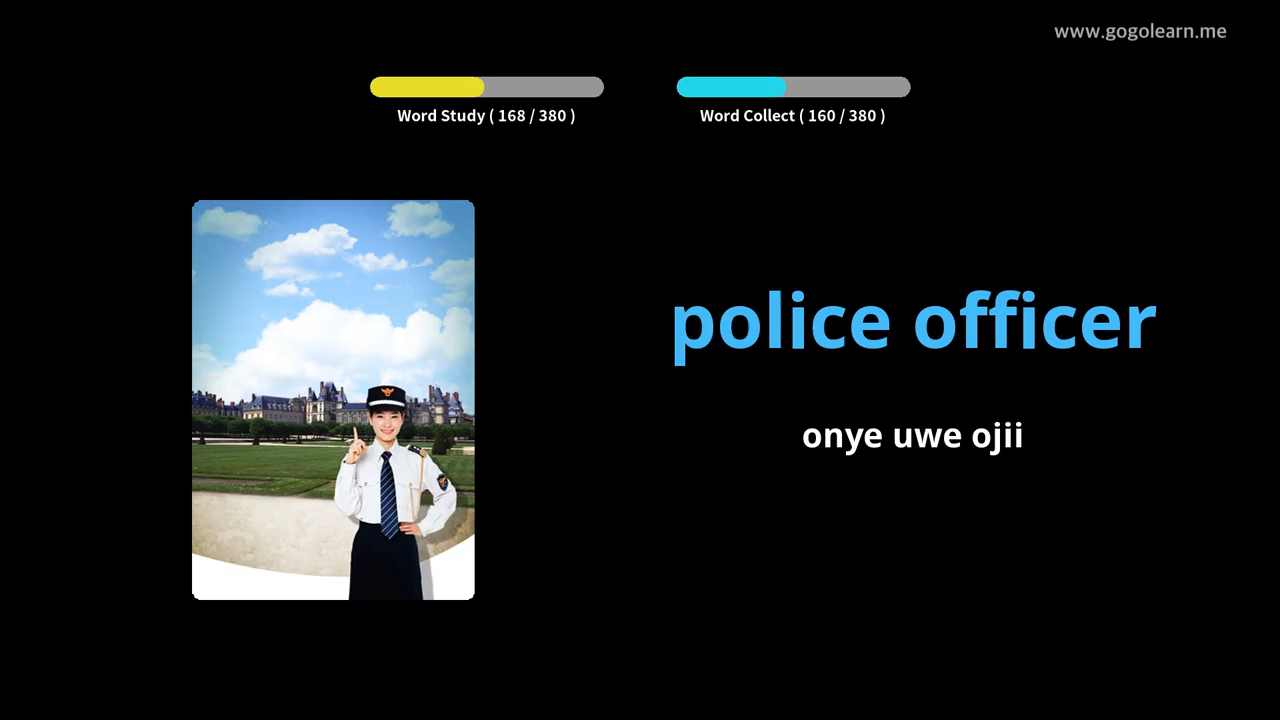 www.gogolearn.me
Word Study ( 168 / 380 )
Word Collect ( 160 / 380 )
police officer
onye uwe ojii